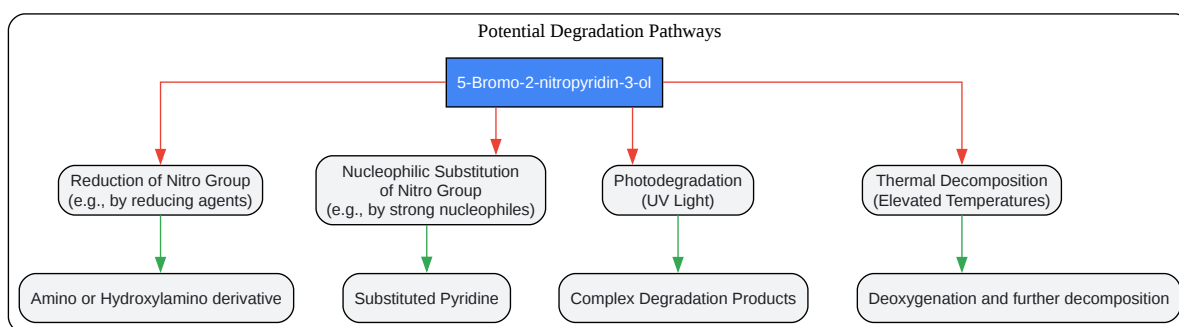 Potential Degradation Pathways
5-Bromo-2-nitropyridin-3-ol
Reduction of Nitro Group
(e.g., by reducing agents)
Nucleophilic Substitution
of Nitro Group
(e.g., by strong nucleophiles)
Photodegradation
(UV Light)
Thermal Decomposition
(Elevated Temperatures)
Amino or Hydroxylamino derivative
Substituted Pyridine
Complex Degradation Products
Deoxygenation and further decomposition